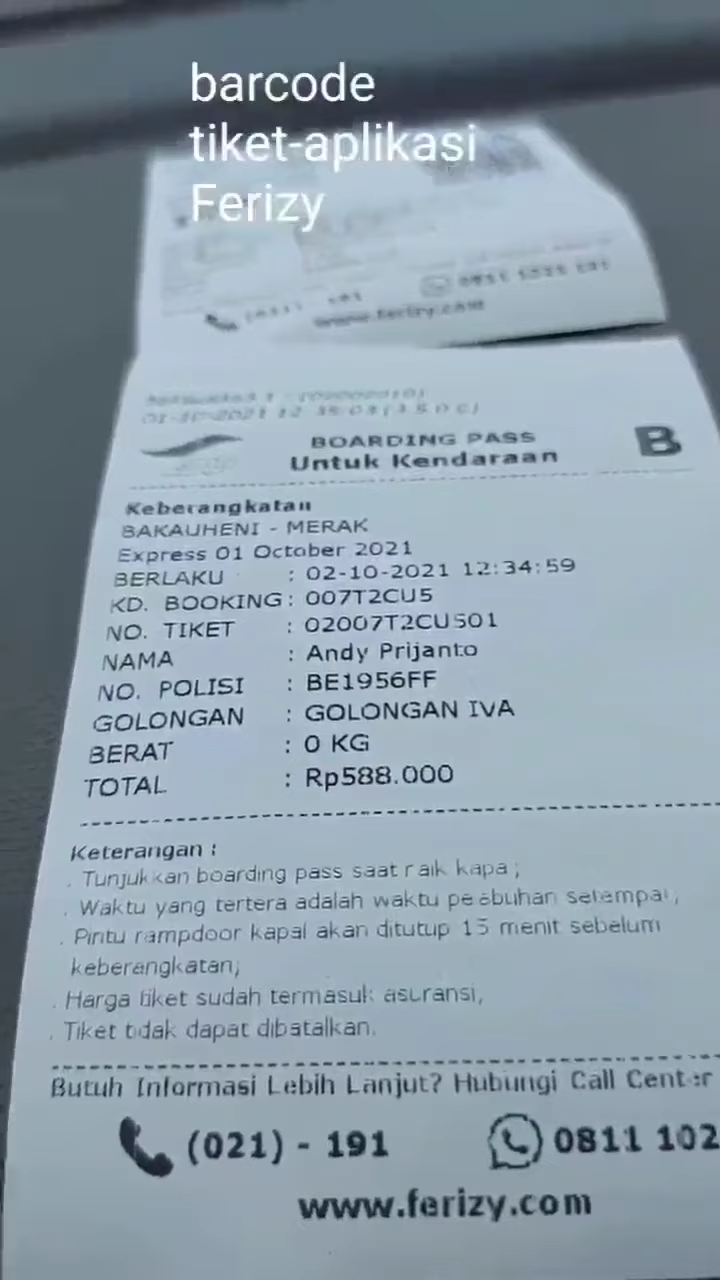 barcode
tiket-aplikasi
Ferizy
www.ferizy.com
BOARDING PASS
Untuk Kendaraan
B
Keberangkatan
BAKAUHENI - MERAK
Express 01 October 2021
BERLAKU : 02-10-2021 12:34:59
KD. BOOKING : 007T2CU5
NO. TIKET : 02007T2CU501
NAMA : Andy Prijanto
NO. POLISI : BE1956FF
GOLONGAN : GOLONGAN IVA
BERAT : 0 KG
TOTAL : Rp588.000
Keterangan :
. Tunjukkan boarding pass saat naik kapal;
. Waktu yang tertera adalah waktu pelabuhan setempat,
. Pintu rampdoor kapal akan ditutup 15 menit sebelum
keberangkatan;
. Harga tiket sudah termasuk asuransi,
. Tiket tidak dapat dibatalkan.
Butuh Informasi Lebih Lanjut? Hubungi Call Center
(021) - 191 0811 102
www.ferizy.com